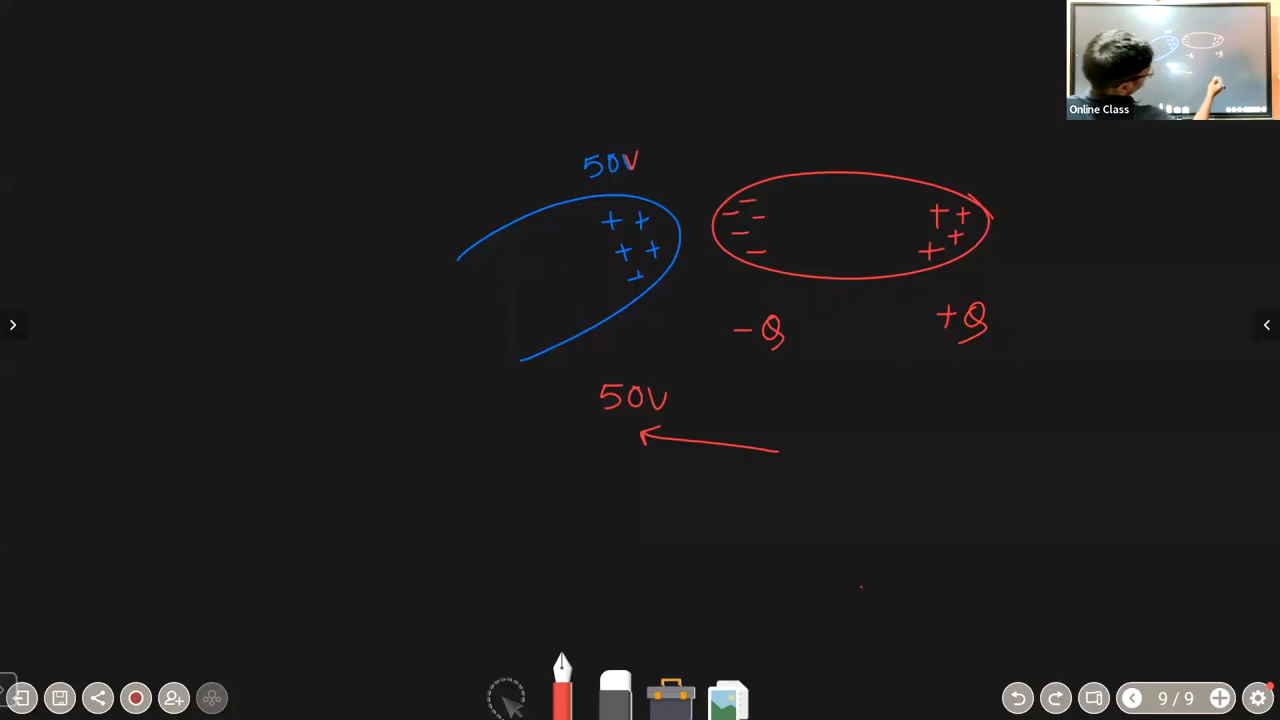 Online Class
50V
+ +
+ +
+
- -
- -
-
+ +
+
+
-Q
+Q
50V
9/9